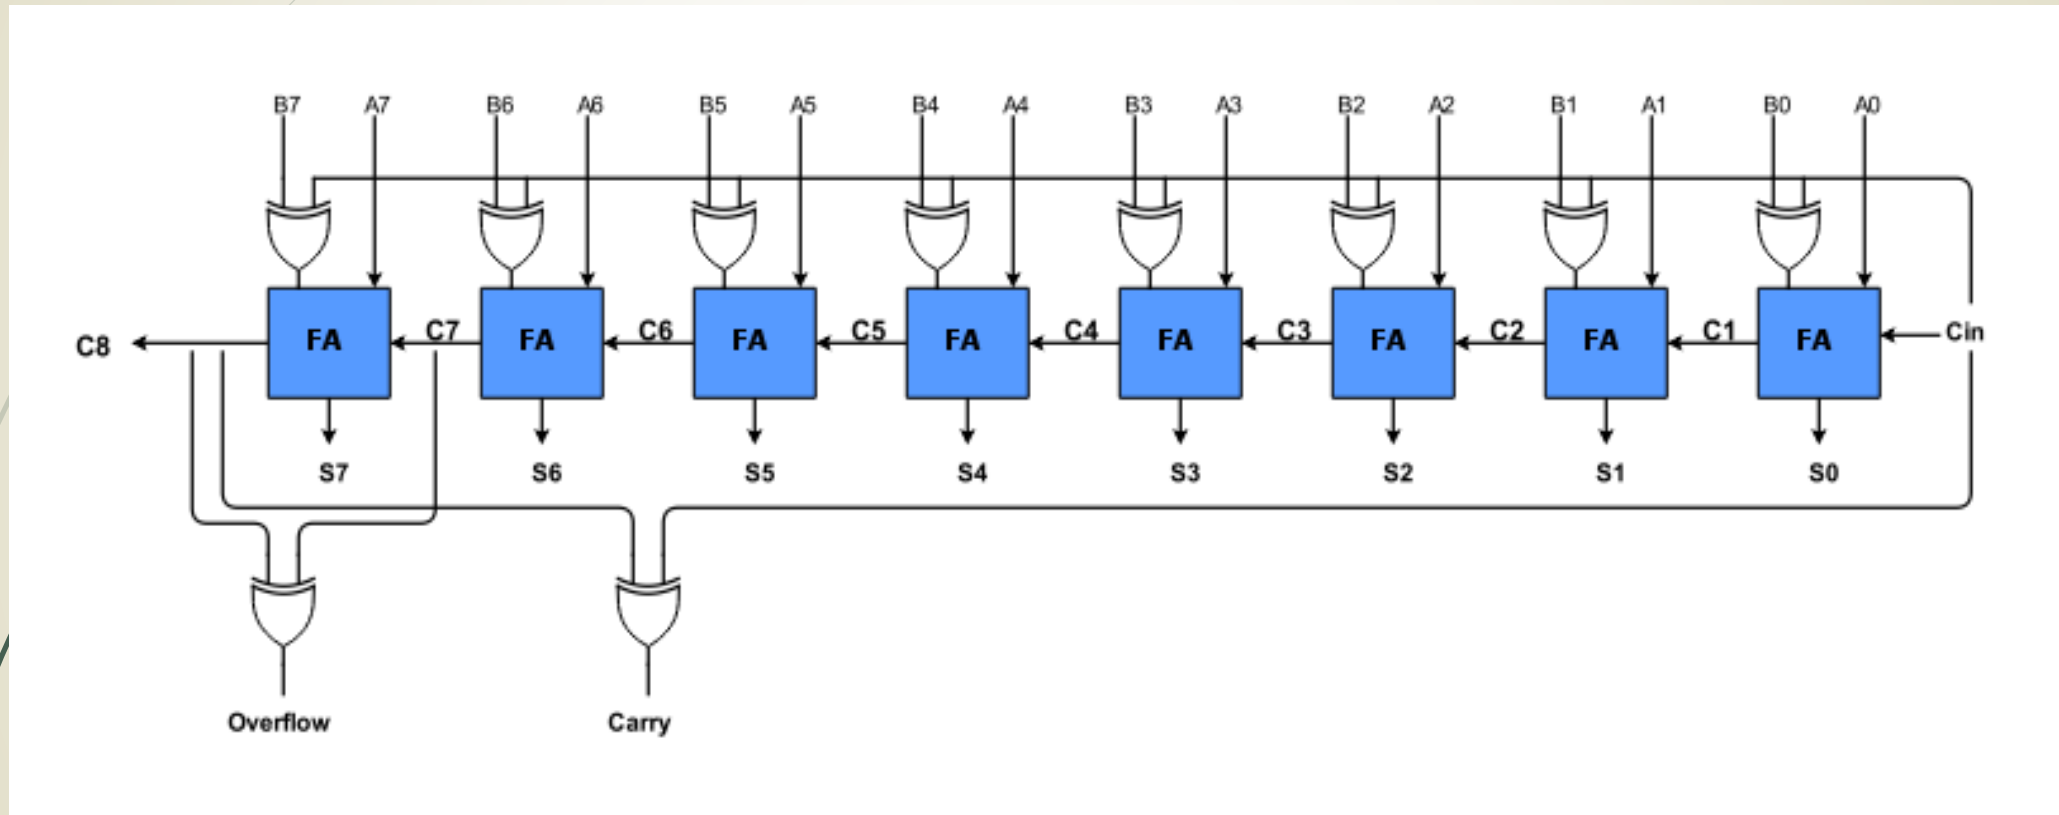 B7 A7 B6 A6 B5 A5 B4 A4 B3 A3 B2 A2 B1 A1 B0 A0
C8 FA C7 FA C6 FA C5 FA C4 FA C3 FA C2 FA C1 FA Cin
S7 S6 S5 S4 S3 S2 S1 S0
Overflow Carry